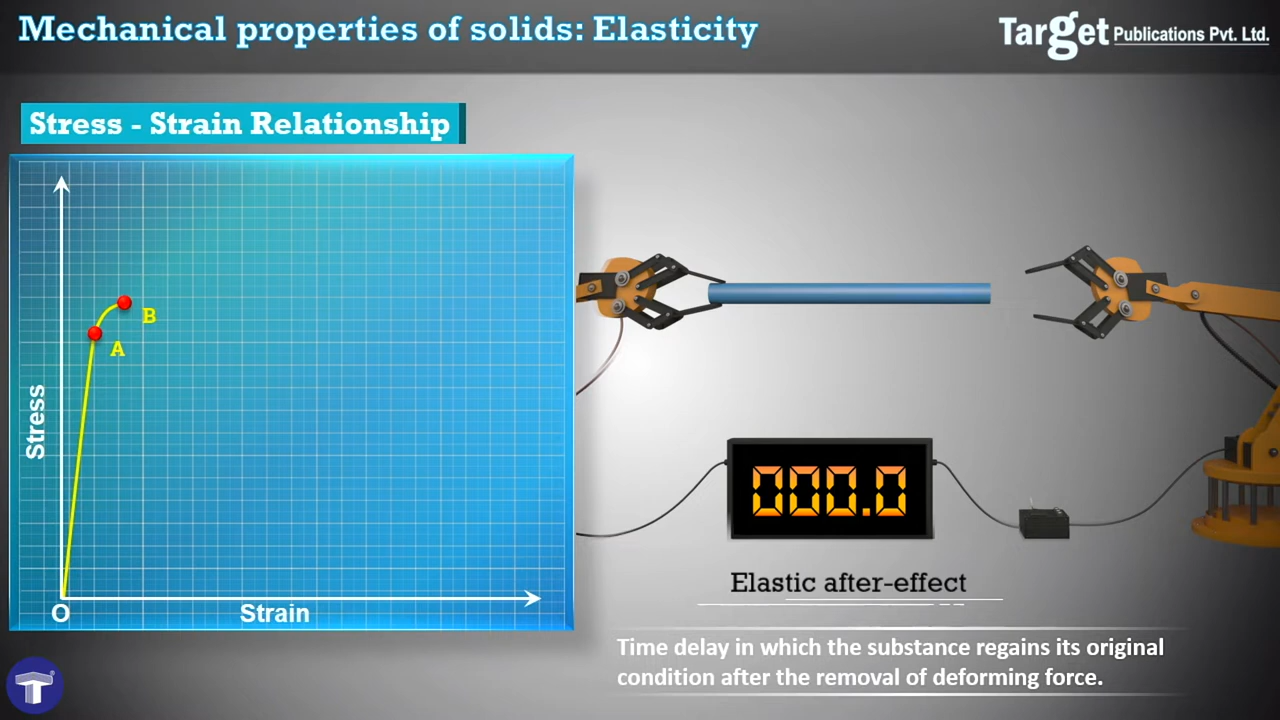 Mechanical properties of solids: Elasticity
Target Publications Pvt. Ltd.
Stress - Strain Relationship
B
A
Stress
O
Strain
000.0
Elastic after-effect
Time delay in which the substance regains its original
condition after the removal of deforming force.